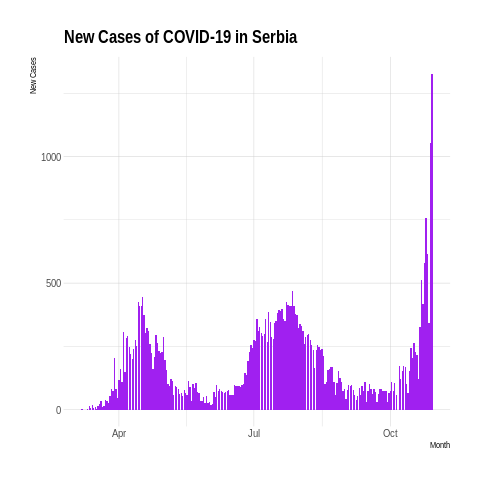 New Cases of COVID-19 in Serbia
New Cases
1000
500
0
Apr
Jul
Oct
Month